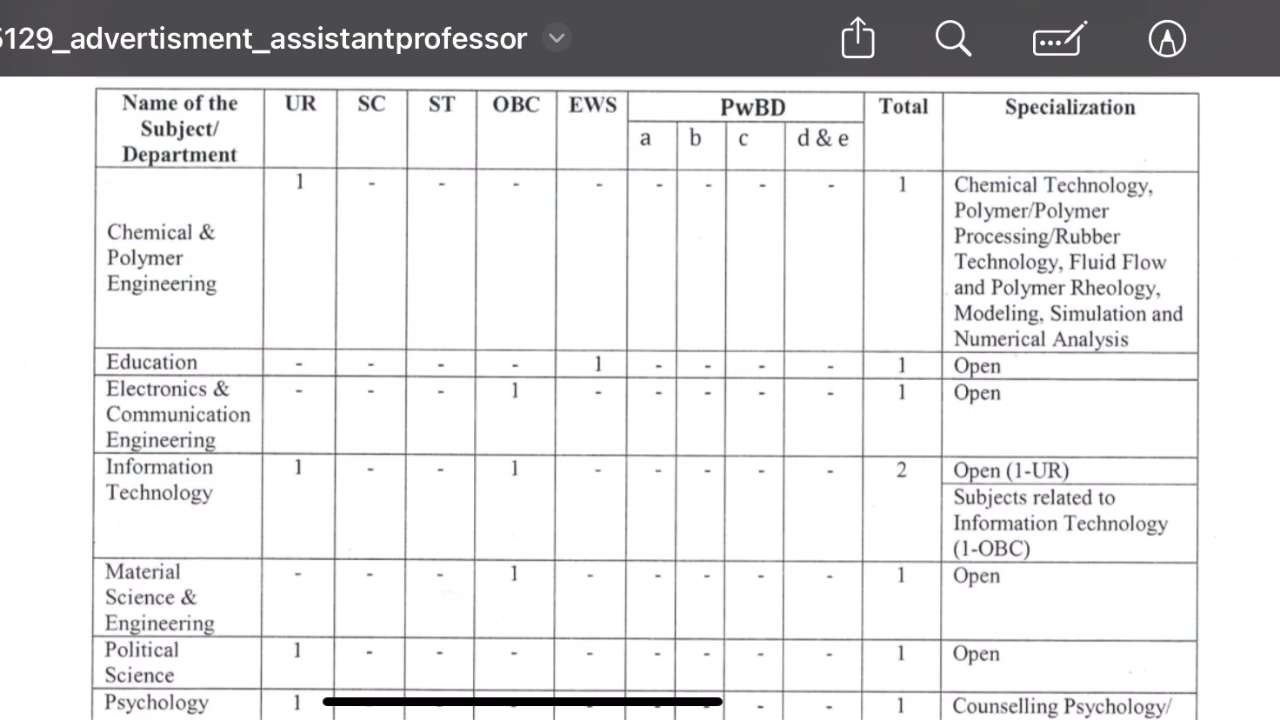 5129_advertisment_assistantprofessor
Name of the Subject/ Department UR SC ST OBC EWS PwBD Total Specialization
a b c d & e
Chemical & Polymer Engineering 1 - - - - - - - - 1 Chemical Technology,
Polymer/Polymer
Processing/Rubber
Technology, Fluid Flow
and Polymer Rheology,
Modeling, Simulation and
Numerical Analysis
Education - - - - 1 - - - - 1 Open
Electronics & - - - 1 - - - - - 1 Open
Communication
Engineering
Information 1 - - 1 - - - - - 2 Open (1-UR)
Technology
Subjects related to
Information Technology
(1-OBC)
Material - - - 1 - - - - - 1 Open
Science &
Engineering
Political 1 - - - - - - - - 1 Open
Science
Psychology 1 - - 1 Counselling Psychology/